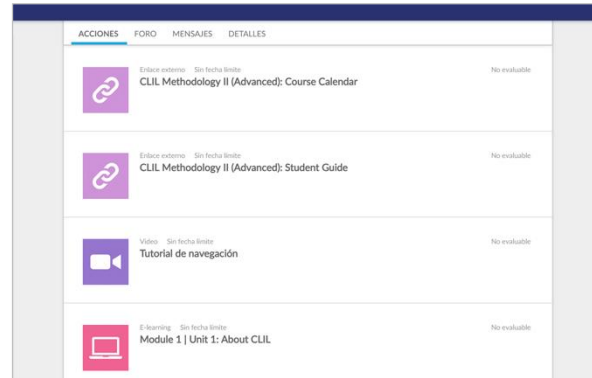 ACCIONES FORO MENSAJES DETALLES
Enlace externo Sin fecha límite No evaluable
CLIL Methodology II (Advanced): Course Calendar
Enlace externo Sin fecha límite No evaluable
CLIL Methodology II (Advanced): Student Guide
Video Sin fecha límite No evaluable
Tutorial de navegación
E-learning Sin fecha límite No evaluable
Module 1 | Unit 1: About CLIL